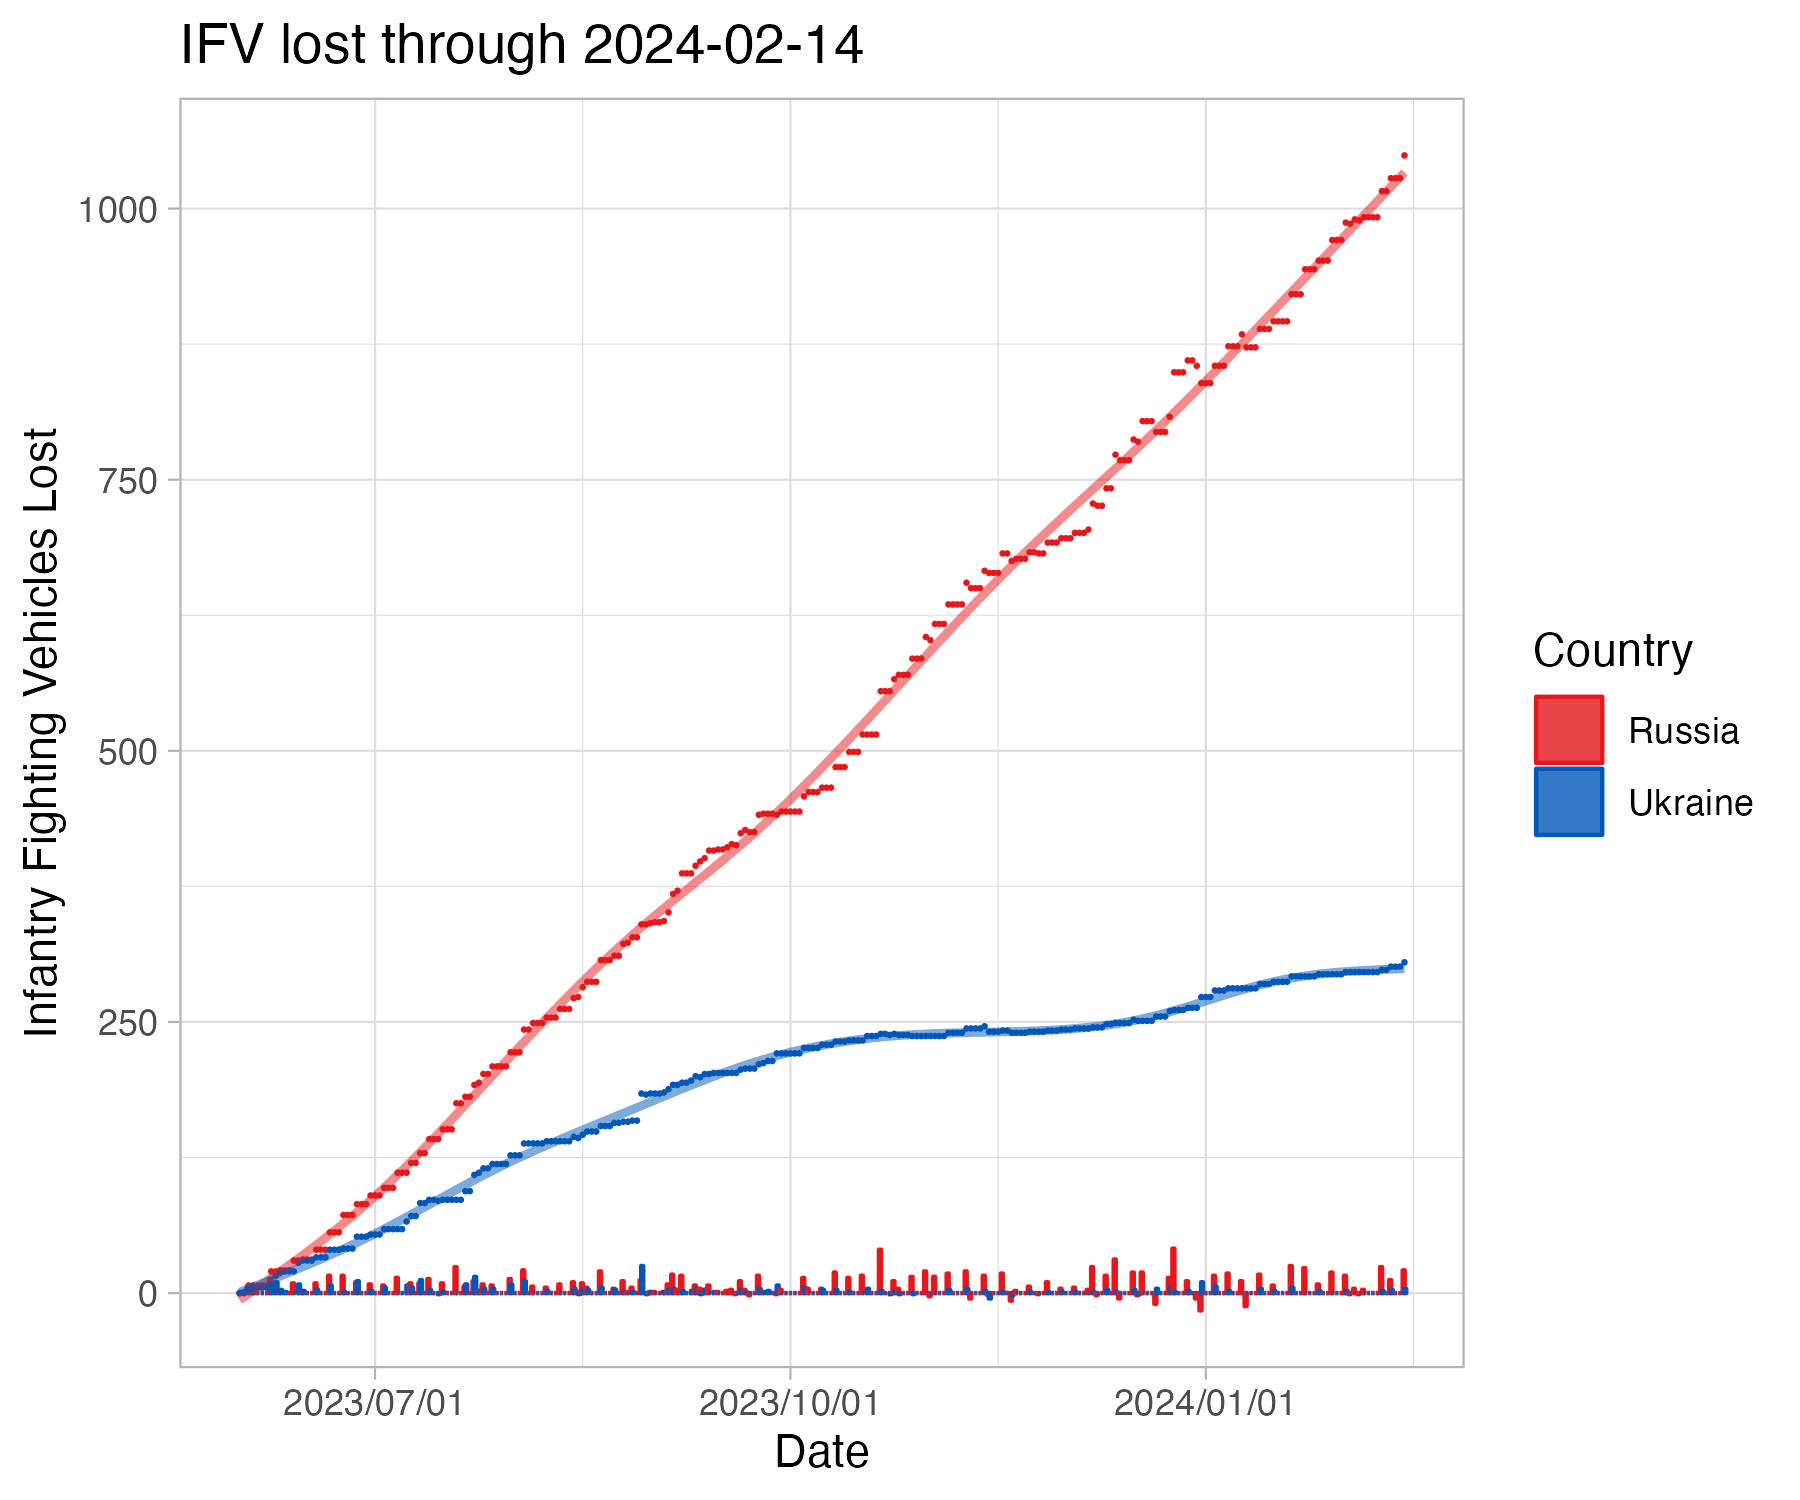 IFV lost through 2024-02-14
Infantry Fighting Vehicles Lost
1000
750
500
250
0
2023/07/01
2023/10/01
2024/01/01
Date
Country
Russia
Ukraine